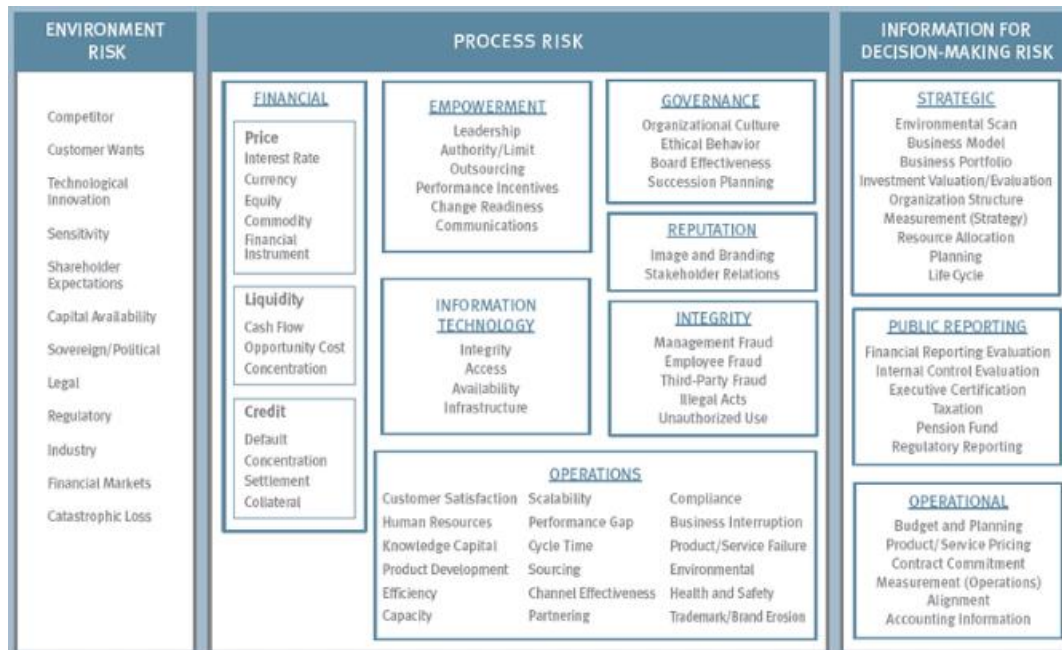 ENVIRONMENT
RISK
Competitor
Customer Wants
Technological
Innovation
Sensitivity
Shareholder
Expectations
Capital Availability
Sovereign/Political
Legal
Regulatory
Industry
Financial Markets
Catastrophic Loss
PROCESS RISK
FINANCIAL
Price
Interest Rate
Currency
Equity
Commodity
Financial
Instrument
Liquidity
Cash Flow
Opportunity Cost
Concentration
Credit
Default
Concentration
Settlement
Collateral
EMPOWERMENT
Leadership
Authority/Limit
Outsourcing
Performance Incentives
Change Readiness
Communications
INFORMATION
TECHNOLOGY
Integrity
Access
Availability
Infrastructure
GOVERNANCE
Organizational Culture
Ethical Behavior
Board Effectiveness
Succession Planning
REPUTATION
Image and Branding
Stakeholder Relations
INTEGRITY
Management Fraud
Employee Fraud
Third-Party Fraud
Illegal Acts
Unauthorized Use
OPERATIONS
Customer Satisfaction
Human Resources
Knowledge Capital
Product Development
Efficiency
Capacity
Scalability
Performance Gap
Cycle Time
Sourcing
Channel Effectiveness
Partnering
Compliance
Business Interruption
Product/Service Failure
Environmental
Health and Safety
Trademark/Brand Erosion
INFORMATION FOR
DECISION-MAKING RISK
STRATEGIC
Environmental Scan
Business Model
Business Portfolio
Investment Valuation/Evaluation
Organization Structure
Measurement (Strategy)
Resource Allocation
Planning
Life Cycle
PUBLIC REPORTING
Financial Reporting Evaluation
Internal Control Evaluation
Executive Certification
Taxation
Pension Fund
Regulatory Reporting
OPERATIONAL
Budget and Planning
Product/Service Pricing
Contract Commitment
Measurement (Operations)
Alignment
Accounting Information